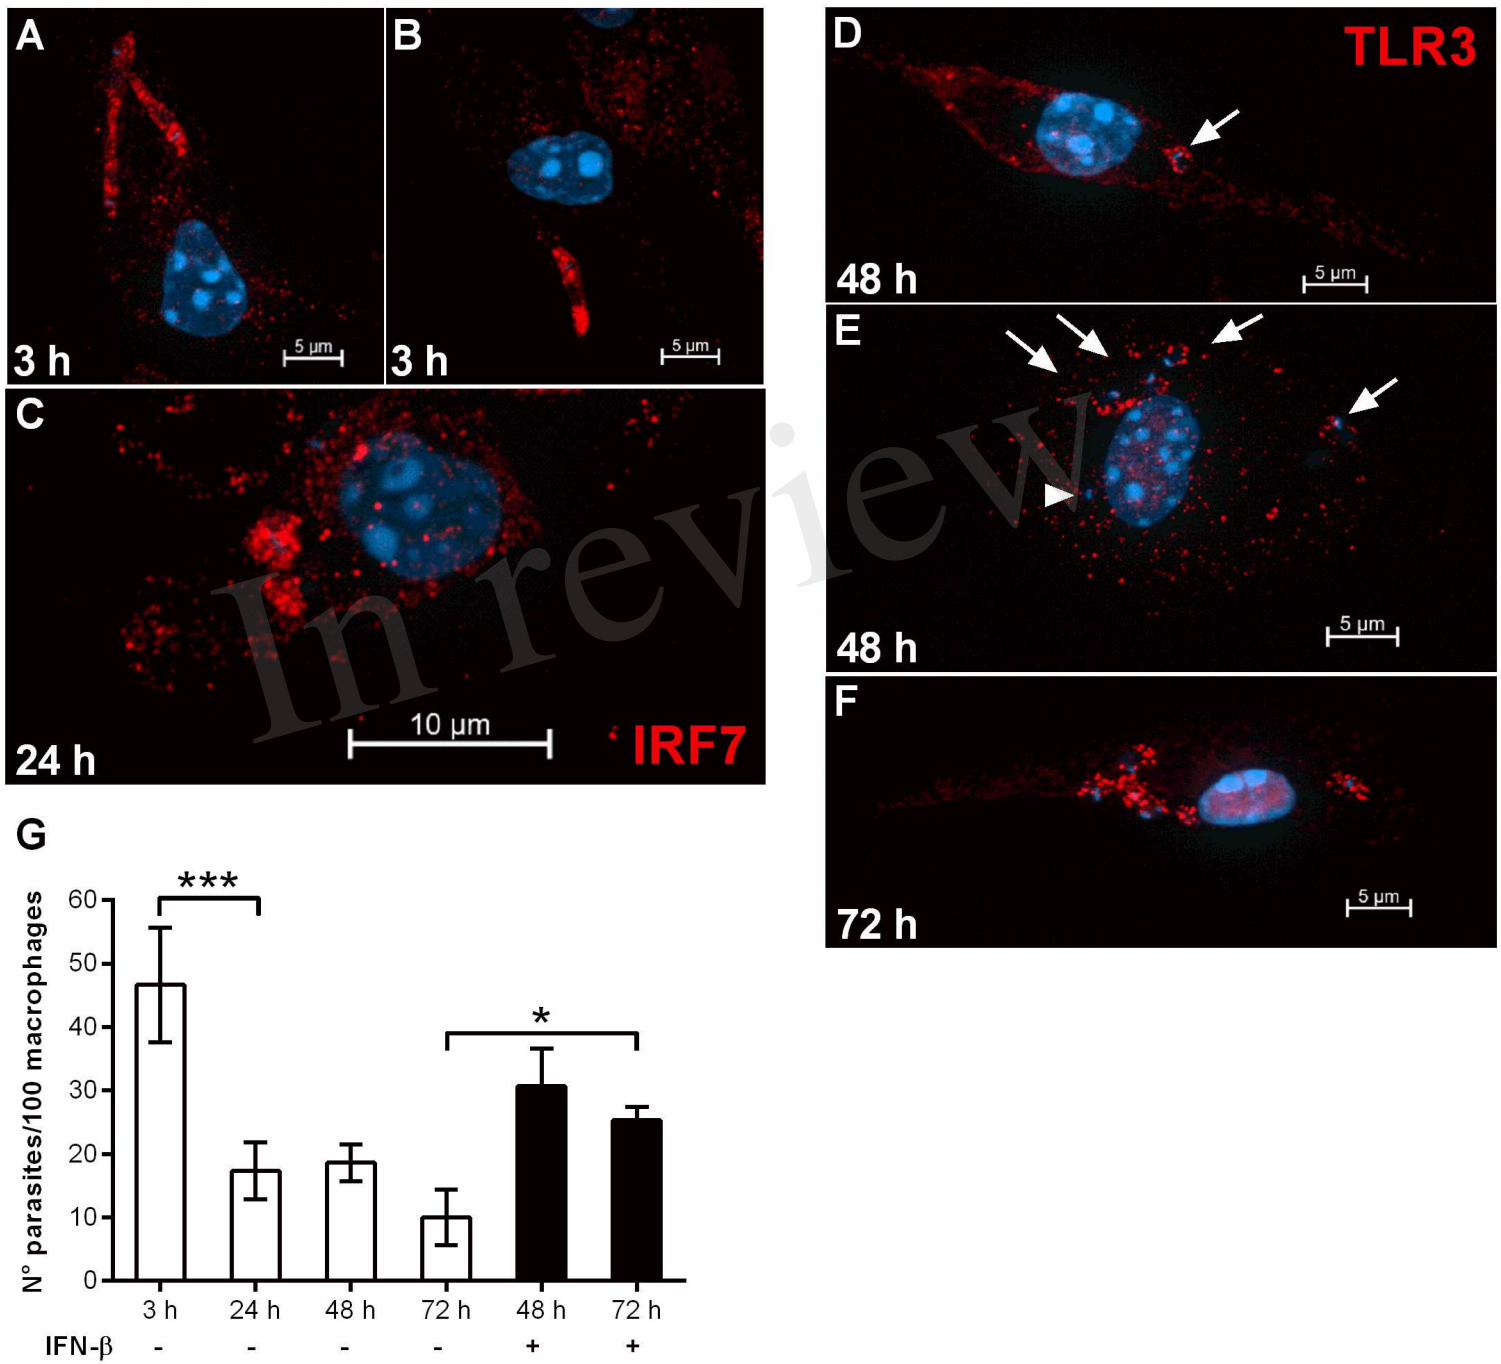 A
3 h
5 µm
B
3 h
5 µm
C
24 h
10 µm
IRF7
D
TLR3
48 h
5 µm
E
48 h
5 µm
F
72 h
5 µm
In review
G
N° parasites/100 macrophages
60
50
40
30
20
10
0
***
*
3 h 24 h 48 h 72 h 48 h 72 h
IFN-β - - - - + +